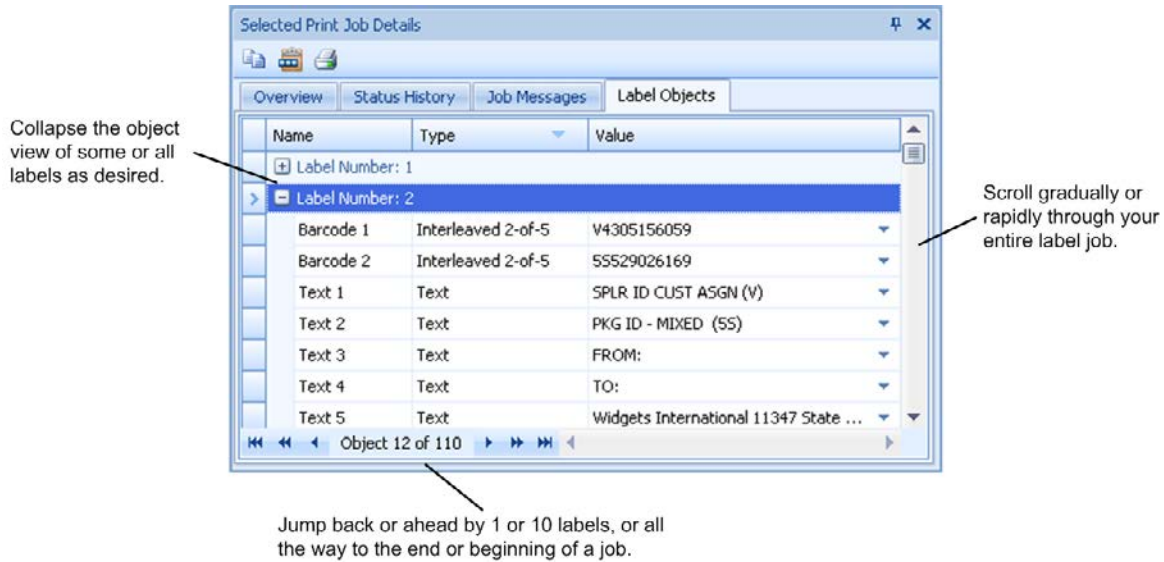 Selected Print Job Details
Overview Status History Job Messages Label Objects
Name Type Value
Label Number: 1
Label Number: 2
Barcode 1 Interleaved 2-of-5 V4305156059
Barcode 2 Interleaved 2-of-5 5S529026169
Text 1 Text SPLR ID CUST ASGN (V)
Text 2 Text PKG ID - MIXED (5S)
Text 3 Text FROM:
Text 4 Text TO:
Text 5 Text Widgets International 11347 State ...
Object 12 of 110
Collapse the object
view of some or all
labels as desired.
Scroll gradually or
rapidly through your
entire label job.
Jump back or ahead by 1 or 10 labels, or all
the way to the end or beginning of a job.